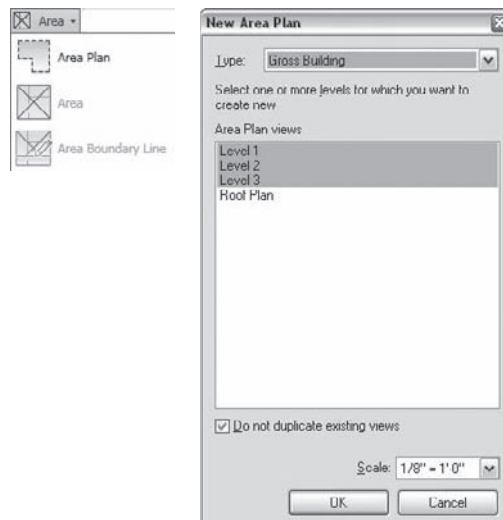 Area
Area Plan
Area
Area Boundary Line
New Area Plan
Type: Gross Building
Select one or more levels for which you want to
create new
Area Plan views
Level 1
Level 2
Level 3
Roof Plan
Do not duplicate existing views
Scale: 1/8" = 1' 0"
OK Cancel